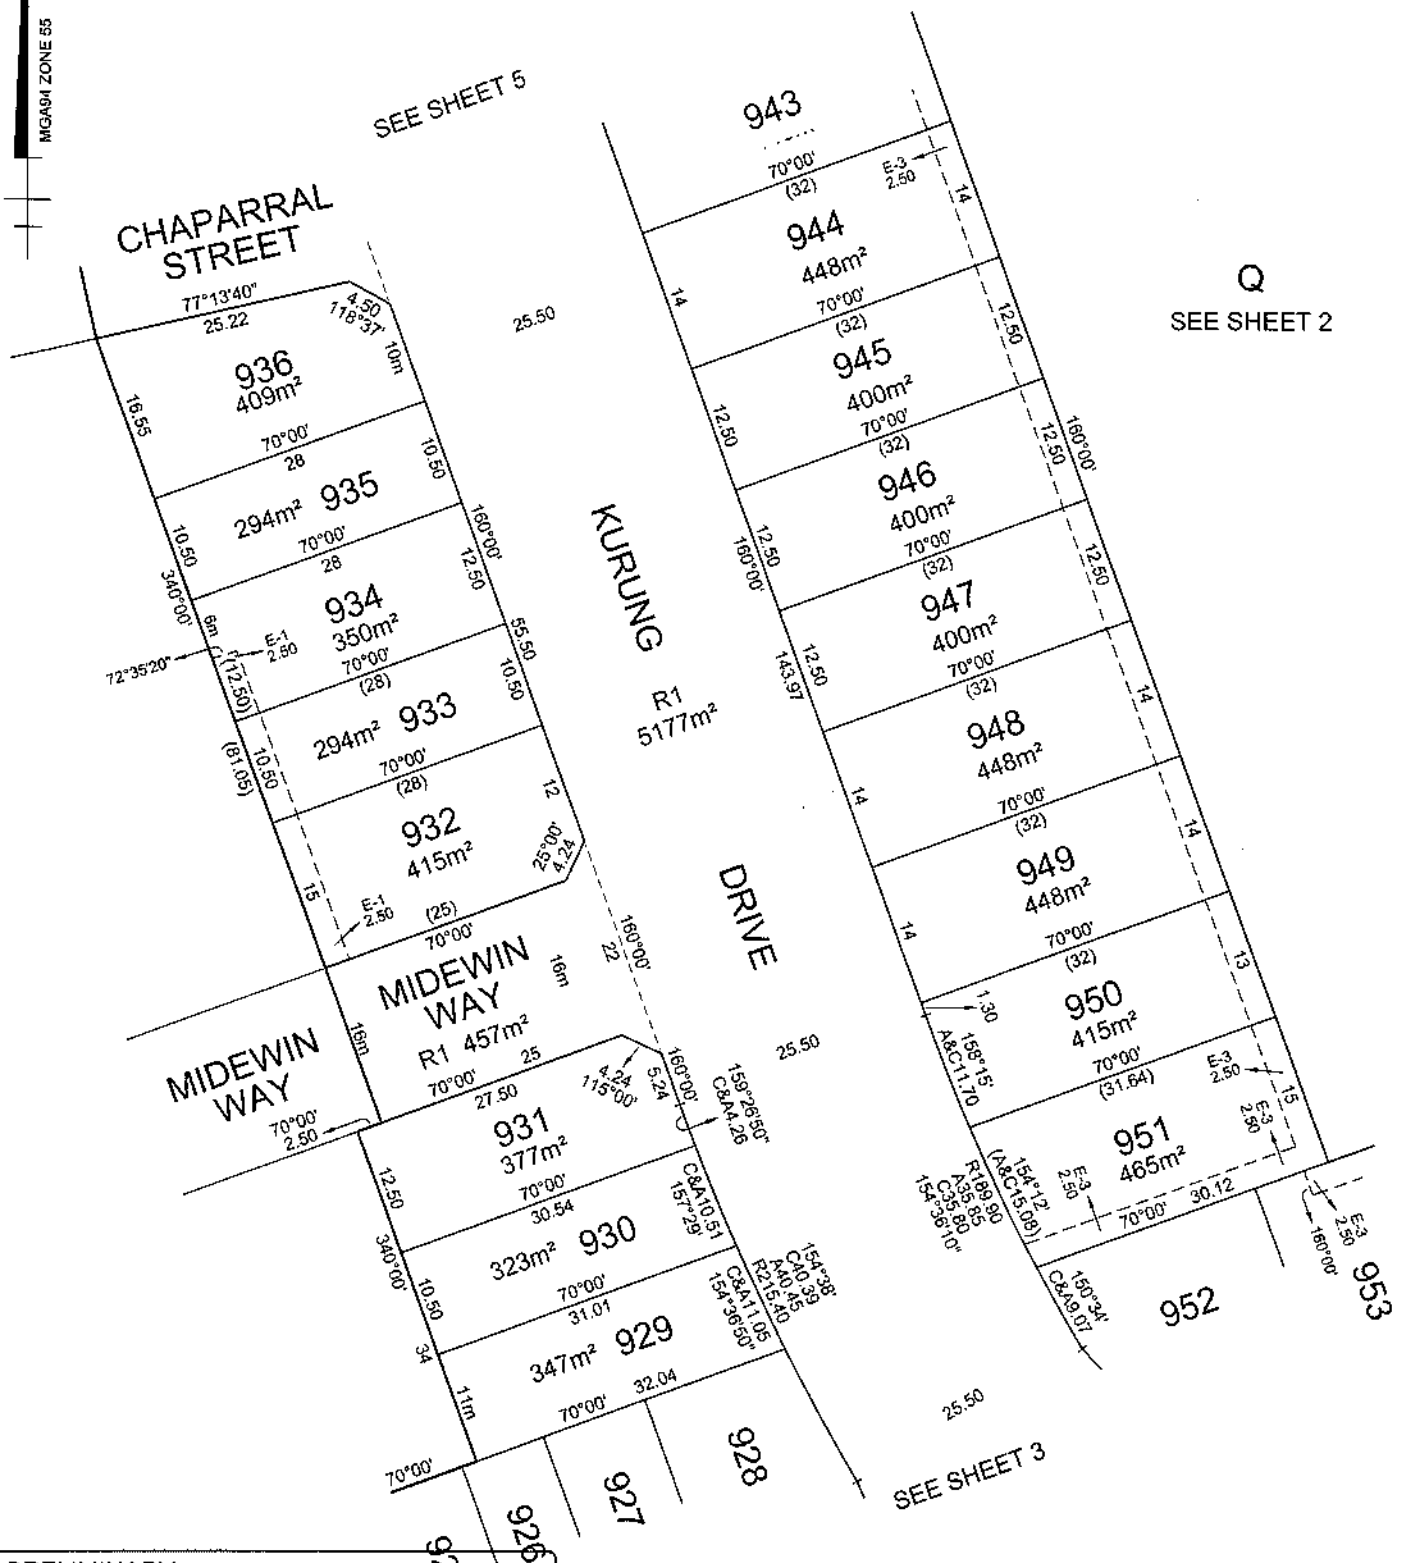 MGA94 ZONE 55
SEE SHEET 5
CHAPARRAL
STREET
77°13'40"
25.22
4.50
118°37'
936
409m²
10m
16.55
70°00'
28
294m² 935
10.50
10.50
70°00'
28
340°00'
934
350m²
160°00'
12.50
6m
E-1
2.50
72°35'20"
(12.50)
70°00'
(28)
55.50
10.50
294m² 933
(81.05)
10.50
70°00'
(28)
932
415m²
12
25°00'
4.24
15
E-1
2.50
(25)
70°00'
MIDEWIN
WAY
R1 457m²
16m
16m
22
160°00'
MIDEWIN
WAY
70°00'
2.50
70°00'
25
27.50
4.24
115°00'
5.24
160°00'
159°26'50"
C&A4.26
931
377m²
12.50
70°00'
30.54
C&A10.51
157°29'
323m² 930
340°00'
10.50
70°00'
31.01
C&A11.05
154°36'50"
154°38'
C40.39
A40.45
R215.40
347m² 929
34
11m
70°00'
32.04
70°00'
926
927
928
25.50
KURUNG
DRIVE
R1
5177m²
25.50
25.50
SEE SHEET 3
943
70°00'
(32)
E-3
2.50
14
944
448m²
14
70°00'
(32)
12.50
945
400m²
12.50
70°00'
(32)
12.50
160°00'
946
400m²
12.50
160°00'
70°00'
(32)
12.50
947
400m²
12.50
143.97
70°00'
(32)
14
948
448m²
14
70°00'
(32)
14
949
448m²
14
70°00'
(32)
13
950
415m²
1.30
158°15'
A&C11.70
70°00'
(31.64)
E-3
2.50
15
E-3
2.50
951
465m²
154°12'
(A&C15.08)
R189.90
A35.85
C35.80
154°36'10"
E-3
2.50
70°00'
30.12
E-3
2.50
160°00'
150°34'
C&A9.07
952
953
Q
SEE SHEET 2